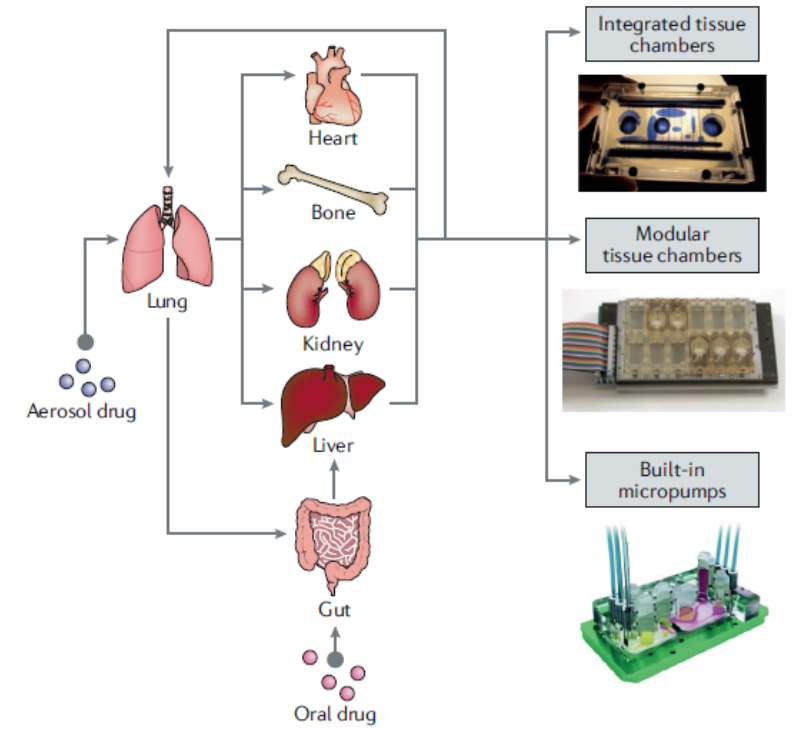 Integrated tissue
chambers
Heart
Bone
Modular
tissue chambers
Lung
Kidney
Aerosol drug
Liver
Built-in
micropumps
Gut
Oral drug